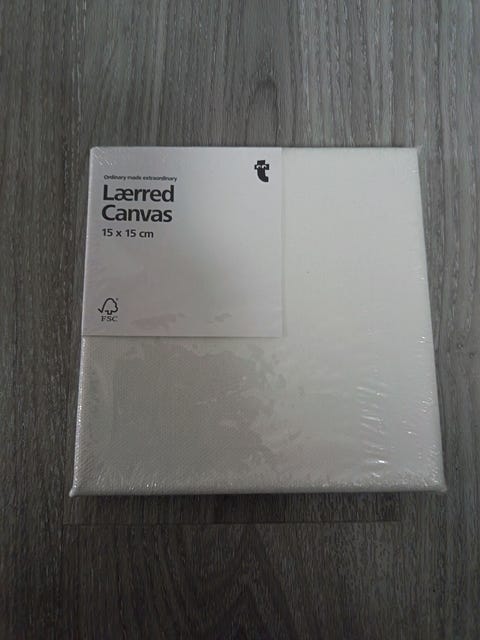 Ordinary made extraordinary
t
Lærred
Canvas
15 x 15 cm
FSC